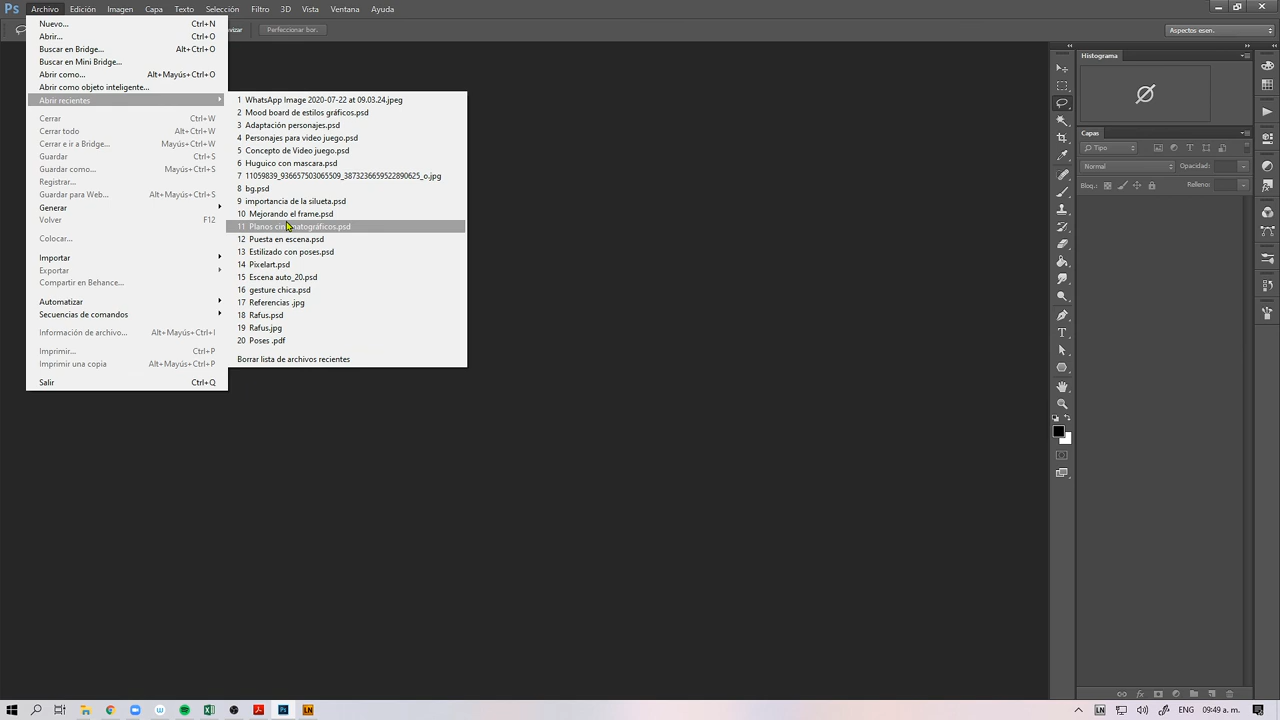 Ps Archivo Edición Imagen Capa Texto Selección Filtro 3D Vista Ventana Ayuda
Perfeccionar bor.
Aspectos esen.
Nuevo... Ctrl+N
Abrir... Ctrl+O
Buscar en Bridge... Alt+Ctrl+O
Buscar en Mini Bridge...
Abrir como... Alt+Mayús+Ctrl+O
Abrir como objeto inteligente...
Abrir recientes
Cerrar Ctrl+W
Cerrar todo Alt+Ctrl+W
Cerrar e ir a Bridge... Mayús+Ctrl+W
Guardar Ctrl+S
Guardar como... Mayús+Ctrl+S
Registrar...
Guardar para Web... Alt+Mayús+Ctrl+S
Generar
Volver F12
Colocar...
Importar
Exportar
Compartir en Behance...
Automatizar
Secuencias de comandos
Información de archivo... Alt+Mayús+Ctrl+I
Imprimir... Ctrl+P
Imprimir una copia Alt+Mayús+Ctrl+P
Salir Ctrl+Q
1 WhatsApp Image 2020-07-22 at 09.03.24.jpeg
2 Mood board de estilos gráficos.psd
3 Adaptación personajes.psd
4 Personajes para video juego.psd
5 Concepto de Video juego.psd
6 Huguico con mascara.psd
7 11059839_936657503065509_3873236659522890625_o.jpg
8 bg.psd
9 importancia de la silueta.psd
10 Mejorando el frame.psd
11 Planos cinematográficos.psd
12 Puesta en escena.psd
13 Estilizado con poses.psd
14 Pixelart.psd
15 Escena auto_20.psd
16 gesture chica.psd
17 Referencias .jpg
18 Rafus.psd
19 Rafus.jpg
20 Poses .pdf
Borrar lista de archivos recientes
Histograma
Capas
Tipo
Normal Opacidad:
Bloq.: Relleno:
LN ENG 09:49 a. m.